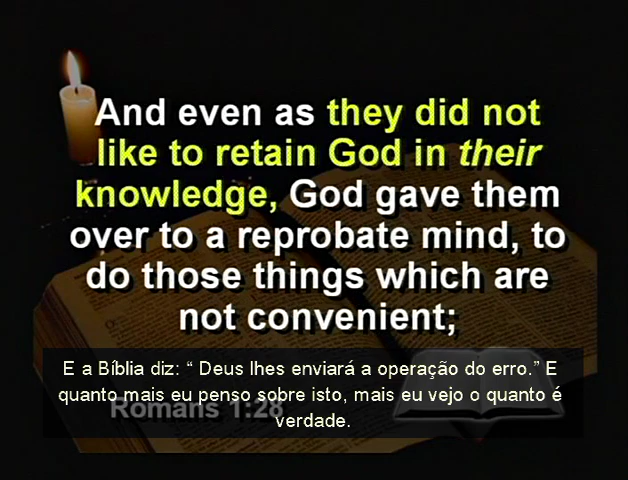 And even as they did not
like to retain God in their
knowledge, God gave them
over to a reprobate mind, to
do those things which are
not convenient;
E a Bíblia diz: “ Deus lhes enviará a operação do erro.” E
quanto mais eu penso sobre isto, mais eu vejo o quanto é
verdade.
Romans 1:28